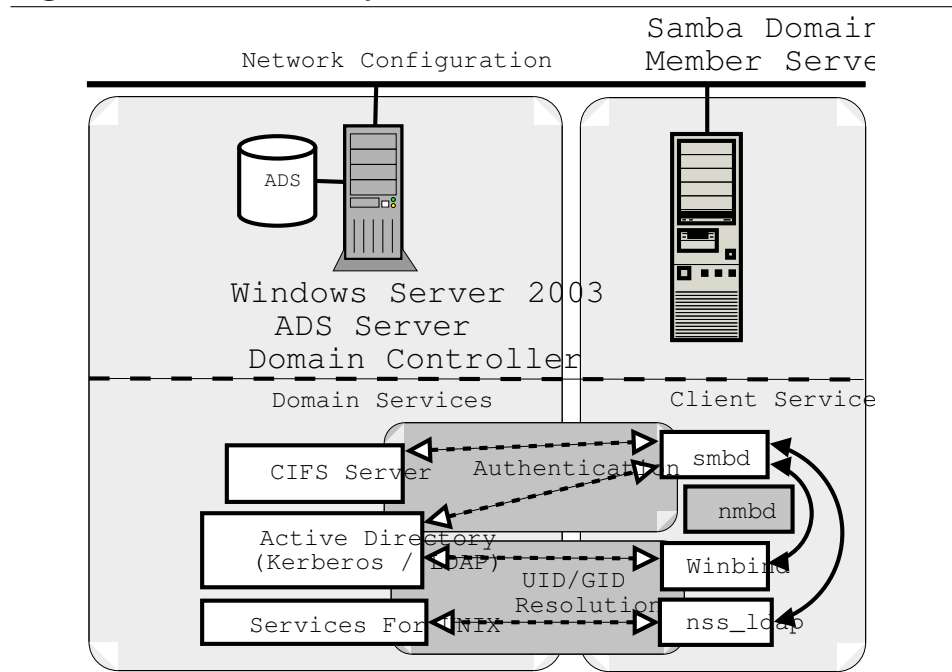 Samba Domain
Member Serve
Network Configuration
ADS
Windows Server 2003
ADS Server
Domain Controller
Domain Services
Client Service
CIFS Server
Authentication
smbd
nmbd
Active Directory
(Kerberos / LDAP)
Winbind
UID/GID
Resolution
Services For UNIX
nss_ldap